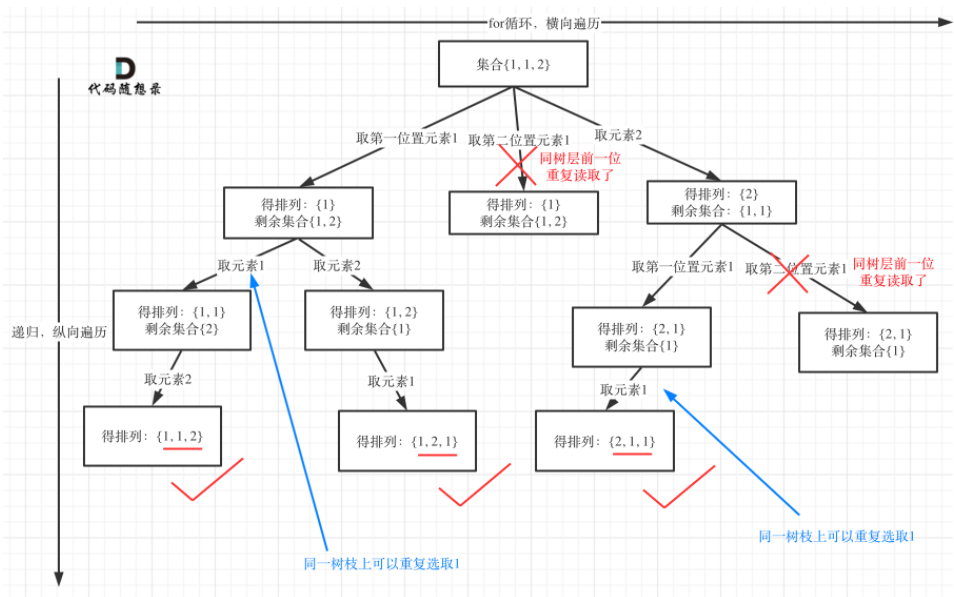 for循环，横向遍历
代码随想录
集合{1, 1, 2}
取第一位置元素1
取第二位置元素1
取元素2
同树层前一位
重复读取了
得排列：{1}
剩余集合{1, 2}
得排列：{1}
剩余集合{1, 2}
得排列：{2}
剩余集合：{1, 1}
取元素1
取元素2
取第一位置元素1
取第二位置元素1
同树层前一位
重复读取了
递归，纵向遍历
得排列：{1, 1}
剩余集合{2}
得排列：{1, 2}
剩余集合{1}
得排列：{2, 1}
剩余集合{1}
得排列：{2, 1}
剩余集合{1}
取元素2
取元素1
取元素1
得排列：{1, 1, 2}
得排列：{1, 2, 1}
得排列：{2, 1, 1}
同一树枝上可以重复选取1
同一树枝上可以重复选取1